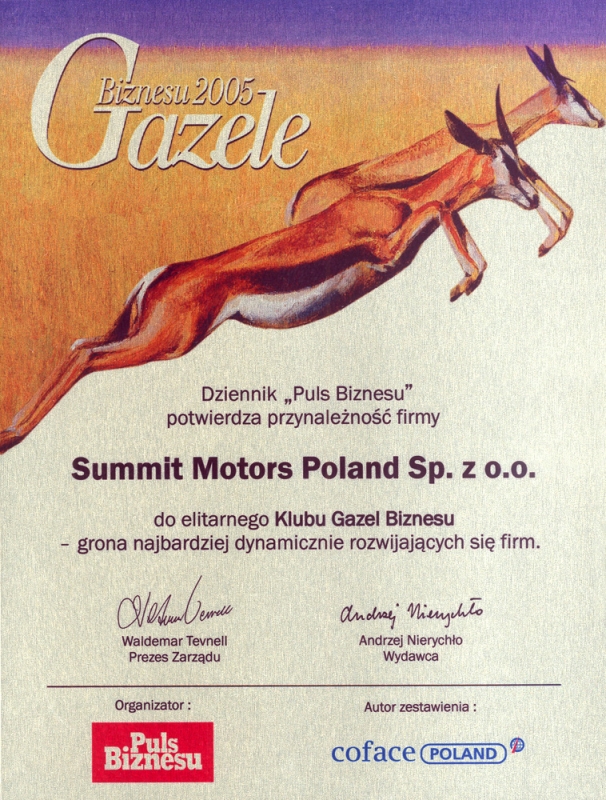 Biznesu 2005
Gazele
Dziennik „Puls Biznesu”
potwierdza przynależność firmy
Summit Motors Poland Sp. z o.o.
do elitarnego Klubu Gazel Biznesu
– grona najbardziej dynamicznie rozwijających się firm.
Andrzej Nierychło
Waldemar Tevnell
Prezes Zarządu
Andrzej Nierychło
Wydawca
Organizator :
Autor zestawienia :
Puls
Biznesu
coface POLAND